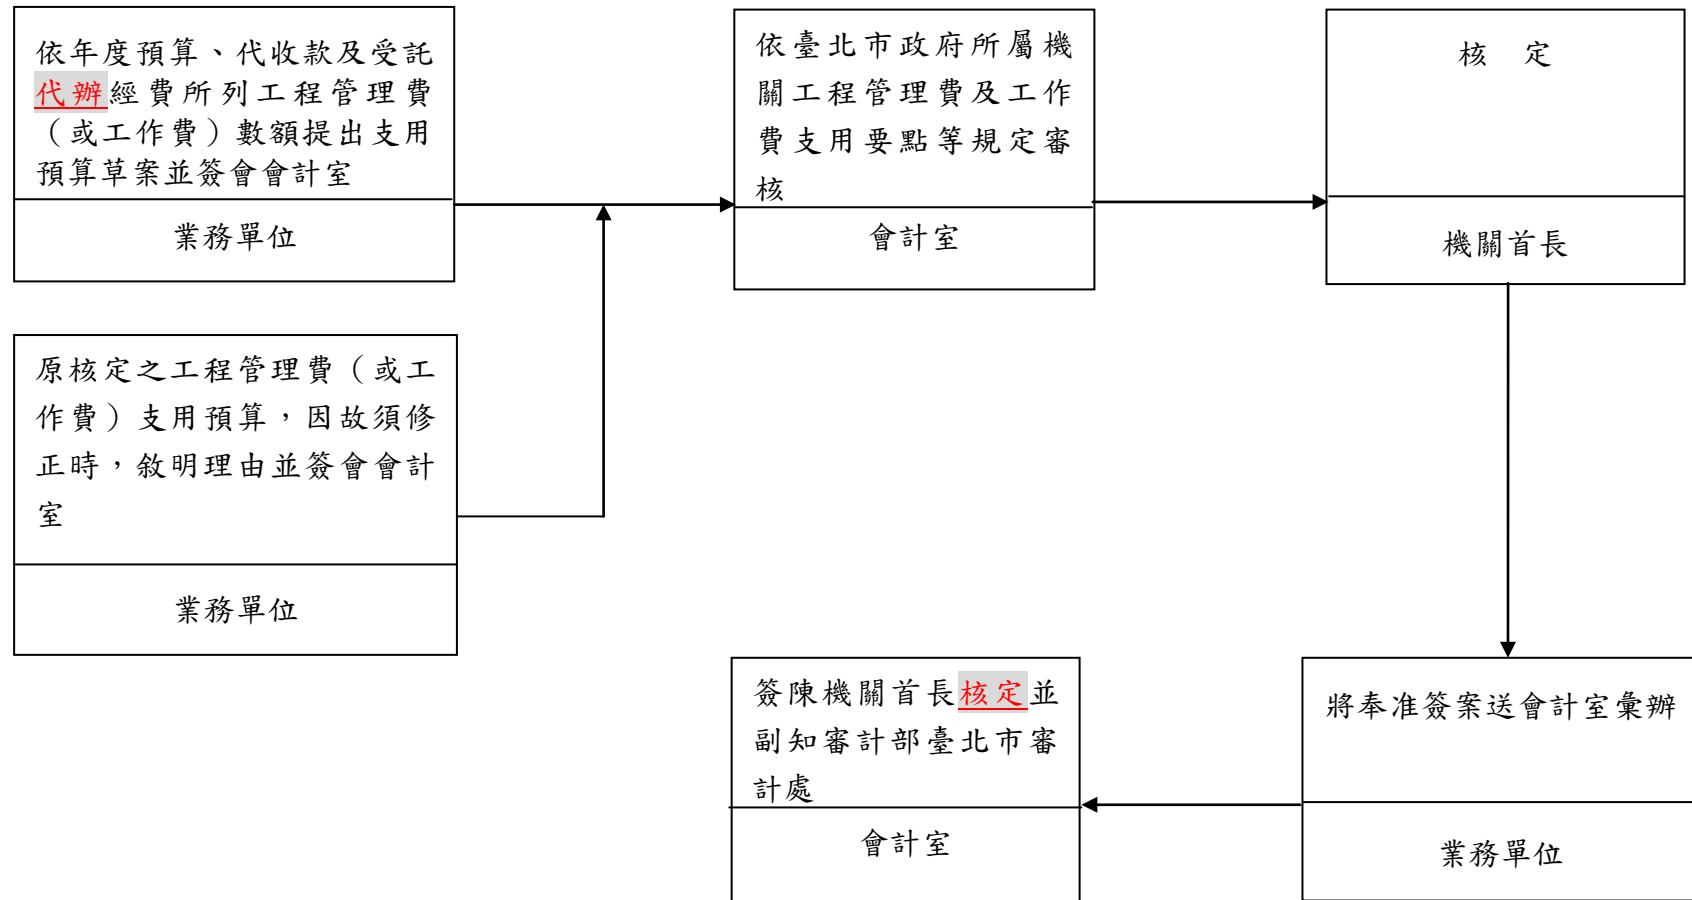 依年度預算、代收款及受託
代辦經費所列工程管理費
（或工作費）數額提出支用
預算草案並簽會會計室
業務單位
依臺北市政府所屬機
關工程管理費及工作
費支用要點等規定審
核
會計室
核 定
機關首長
原核定之工程管理費（或工
作費）支用預算，因故須修
正時，敘明理由並簽會會計
室
業務單位
將奉准簽案送會計室彙辦
業務單位
簽陳機關首長核定並
副知審計部臺北市審
計處
會計室